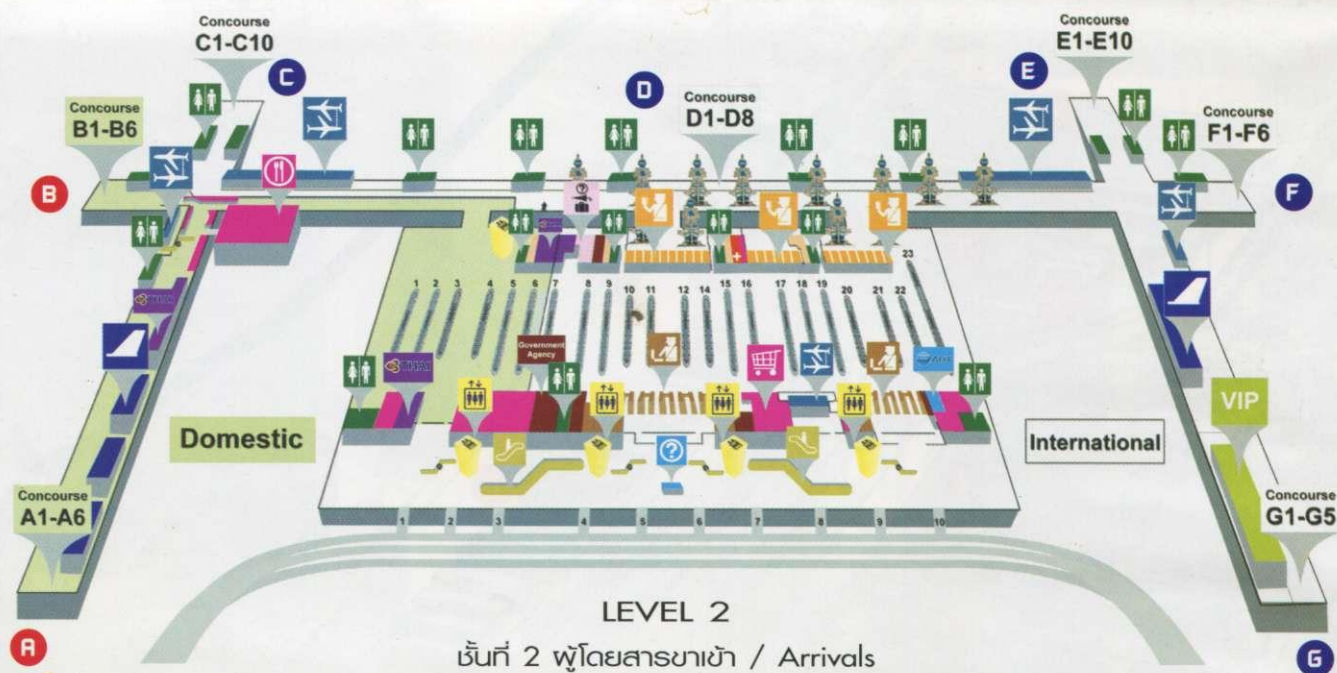 Concourse
C1-C10
C
Concourse
B1-B6
B
D
Concourse
D1-D8
E
Concourse
E1-E10
Concourse
F1-F6
F
1 2 3 4 5 6 7 8 9 10 11 12 14 15 16 17 18 19 20 21 22 23
THAI
Government
Agency
THAI
VIP
Domestic
International
?
Concourse
A1-A6
A
Concourse
G1-G5
G
1 2 3 4 5 6 7 8 9 10
LEVEL 2
ชั้นที่ 2 ผู้โดยสารขาเข้า / Arrivals